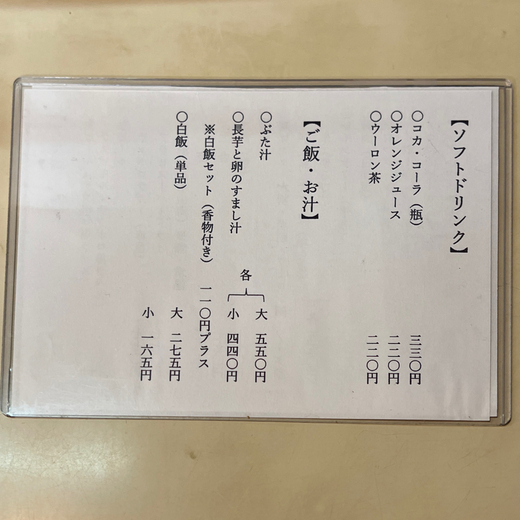 【ソフトドリンク】
○コカ・コーラ（瓶） 三三〇円
○オレンジジュース 二二〇円
○ウーロン茶 二二〇円
【ご飯・お汁】
○ぶた汁
○長芋と卵のすまし汁
各 大 五五〇円
小 四四〇円
※白飯セット（香物付き） 一一〇円プラス
○白飯（単品） 大 二七五円
小 一六五円